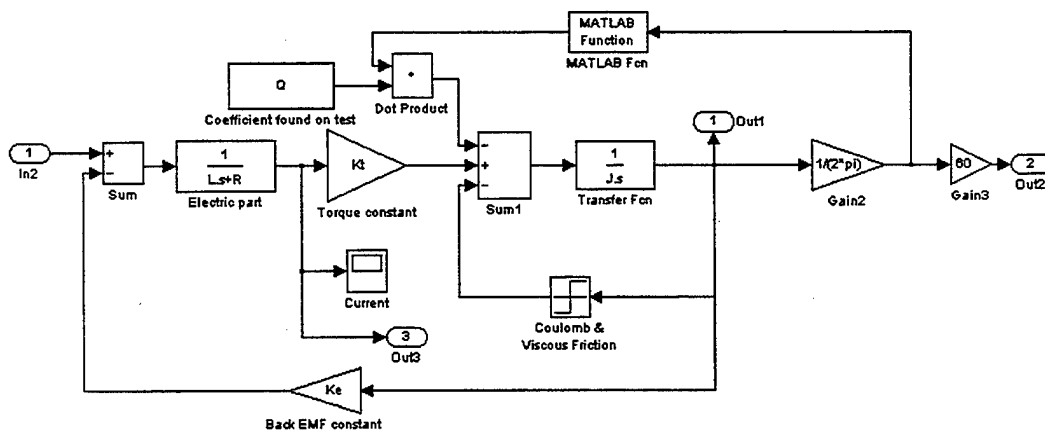 MATLAB
Function
MATLAB Fcn
Q
Coefficient found on test
Dot Product
1
In2
+
−
Sum
1
L.s+R
Electric part
Kt
Torque constant
−
+
−
Sum1
1
J.s
Transfer Fcn
1
Out1
1/(2*pi)
Gain2
60
Gain3
2
Out2
Current
3
Out3
Coulomb &
Viscous Friction
Ke
Back EMF constant